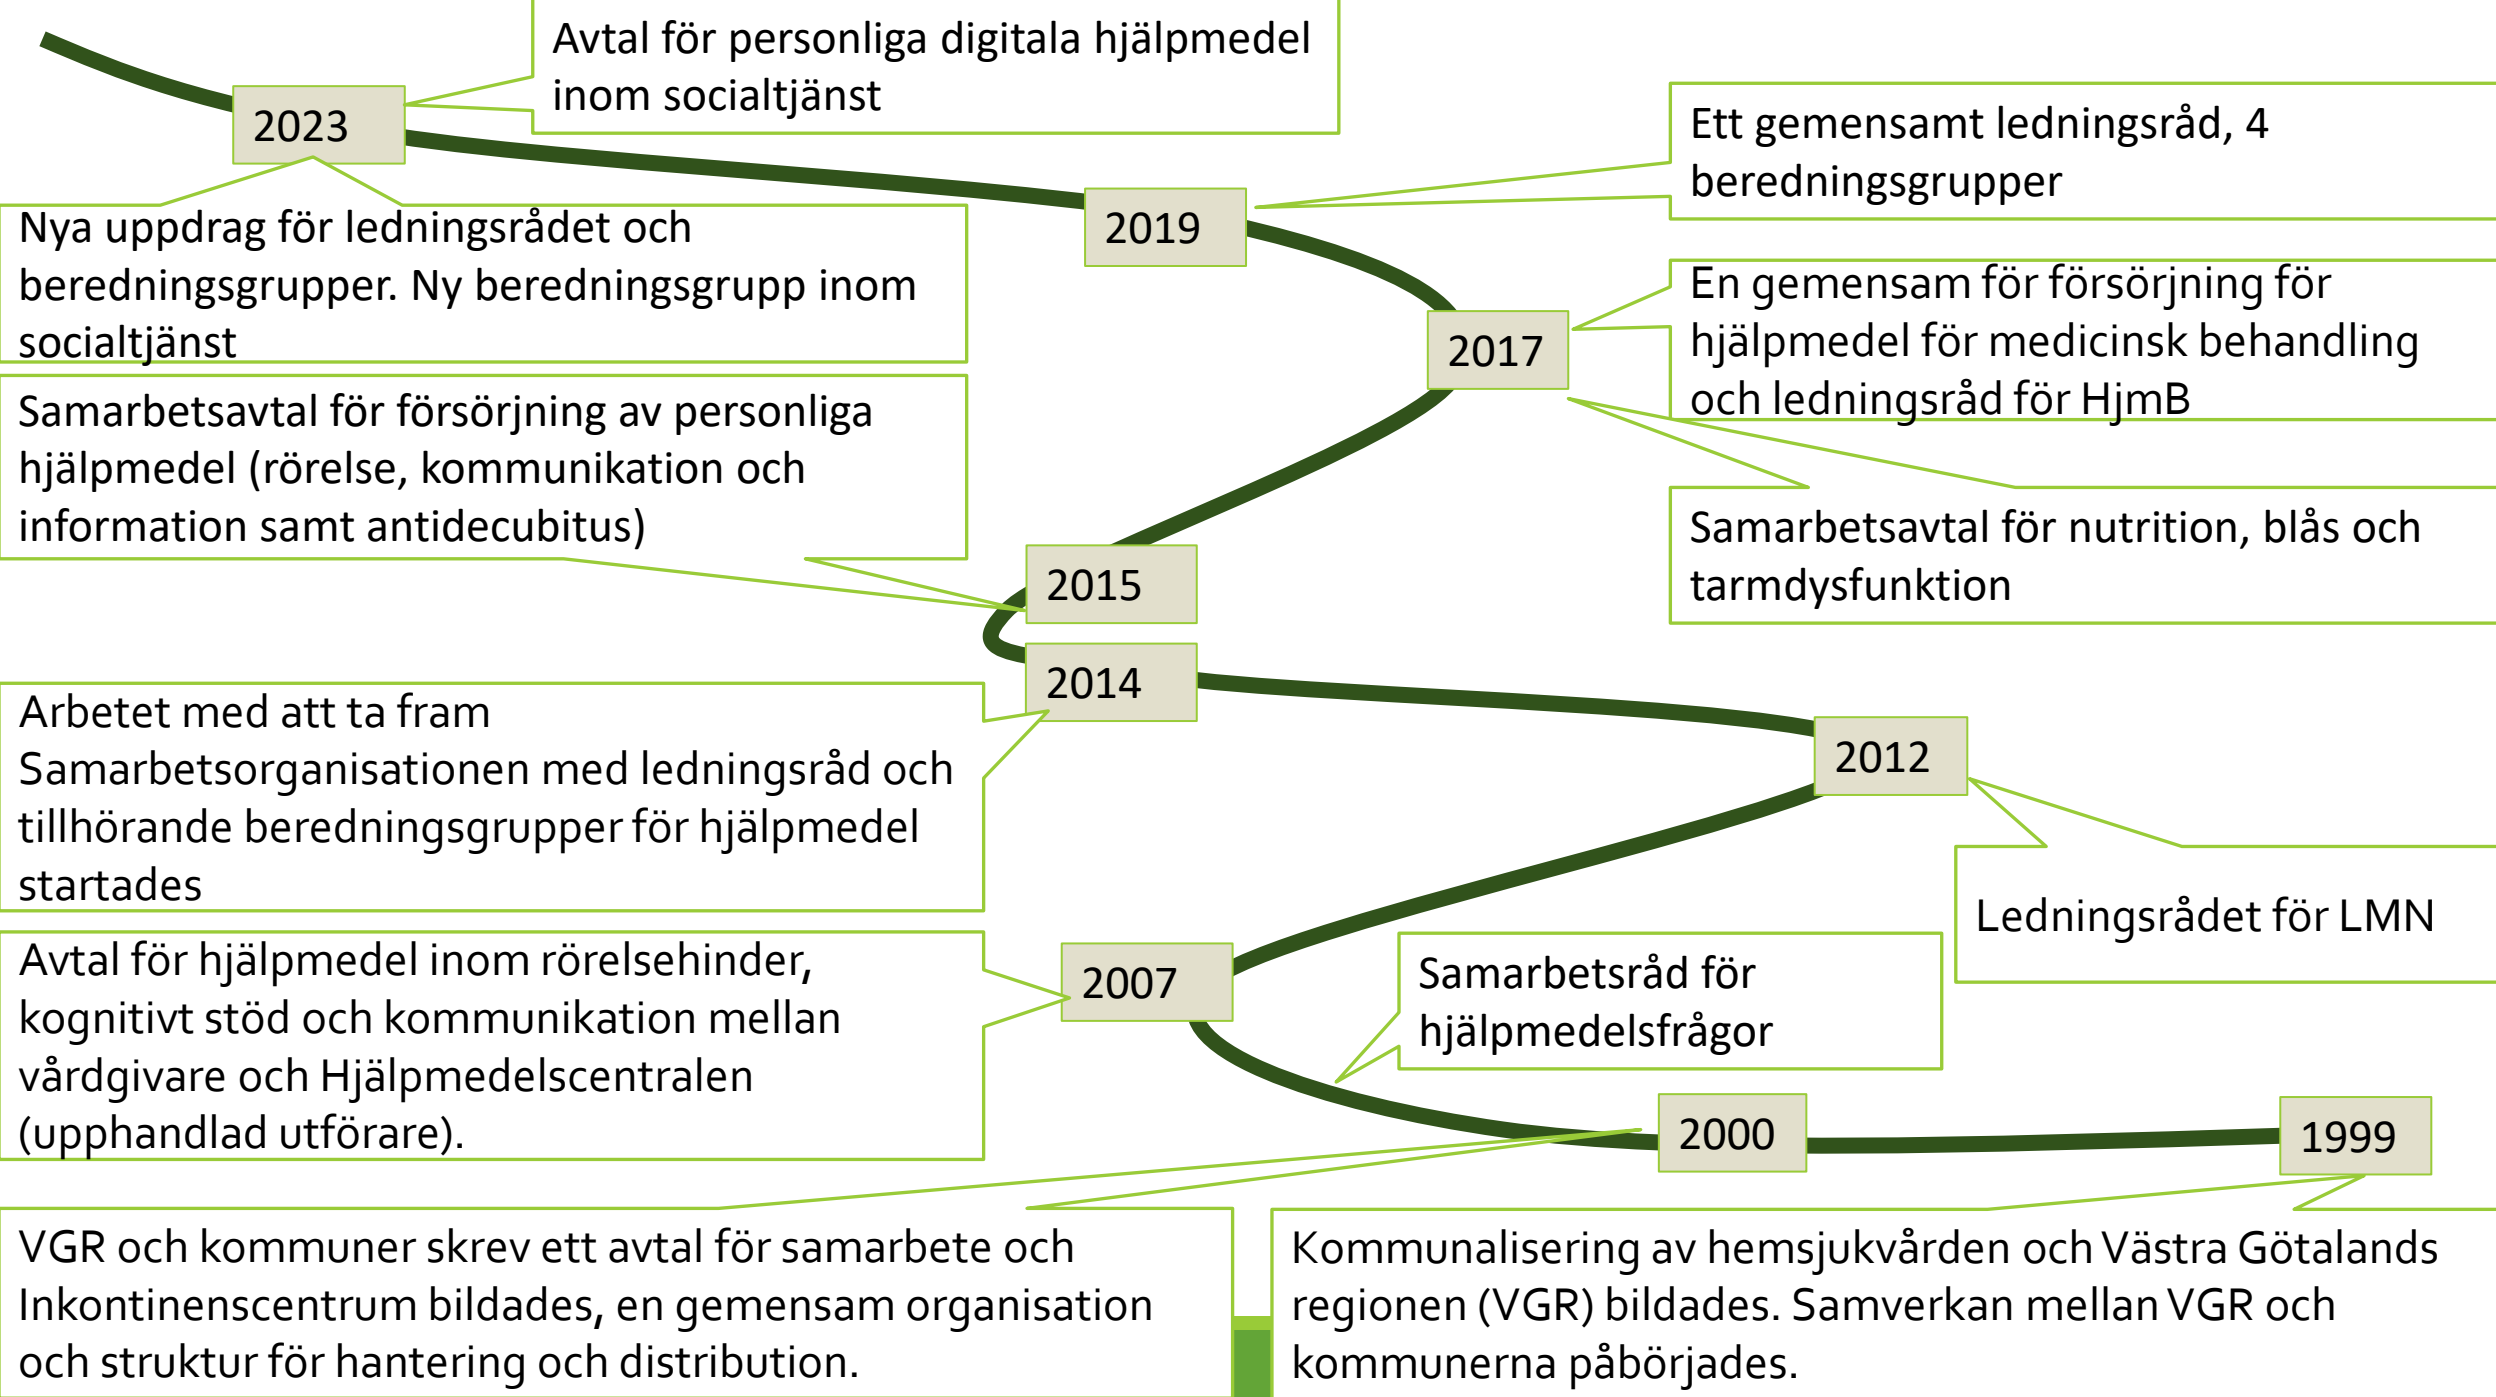 Avtal för personliga digitala hjälpmedel
inom socialtjänst
2023
Ett gemensamt ledningsråd, 4
beredningsgrupper
2019
Nya uppdrag för ledningsrådet och
beredningsgrupper. Ny beredningsgrupp inom
socialtjänst
En gemensam för försörjning för
hjälpmedel för medicinsk behandling
och ledningsråd för HjmB
2017
Samarbetsavtal för försörjning av personliga
hjälpmedel (rörelse, kommunikation och
information samt antidecubitus)
Samarbetsavtal för nutrition, blås och
tarmdysfunktion
2015
2014
Arbetet med att ta fram
Samarbetsorganisationen med ledningsråd och
tillhörande beredningsgrupper för hjälpmedel
startades
2012
Ledningsrådet för LMN
Avtal för hjälpmedel inom rörelsehinder,
kognitivt stöd och kommunikation mellan
vårdgivare och Hjälpmedelscentralen
(upphandlad utförare).
2007
Samarbetsråd för
hjälpmedelsfrågor
2000
1999
VGR och kommuner skrev ett avtal för samarbete och
Inkontinenscentrum bildades, en gemensam organisation
och struktur för hantering och distribution.
Kommunalisering av hemsjukvården och Västra Götalands
regionen (VGR) bildades. Samverkan mellan VGR och
kommunerna påbörjades.